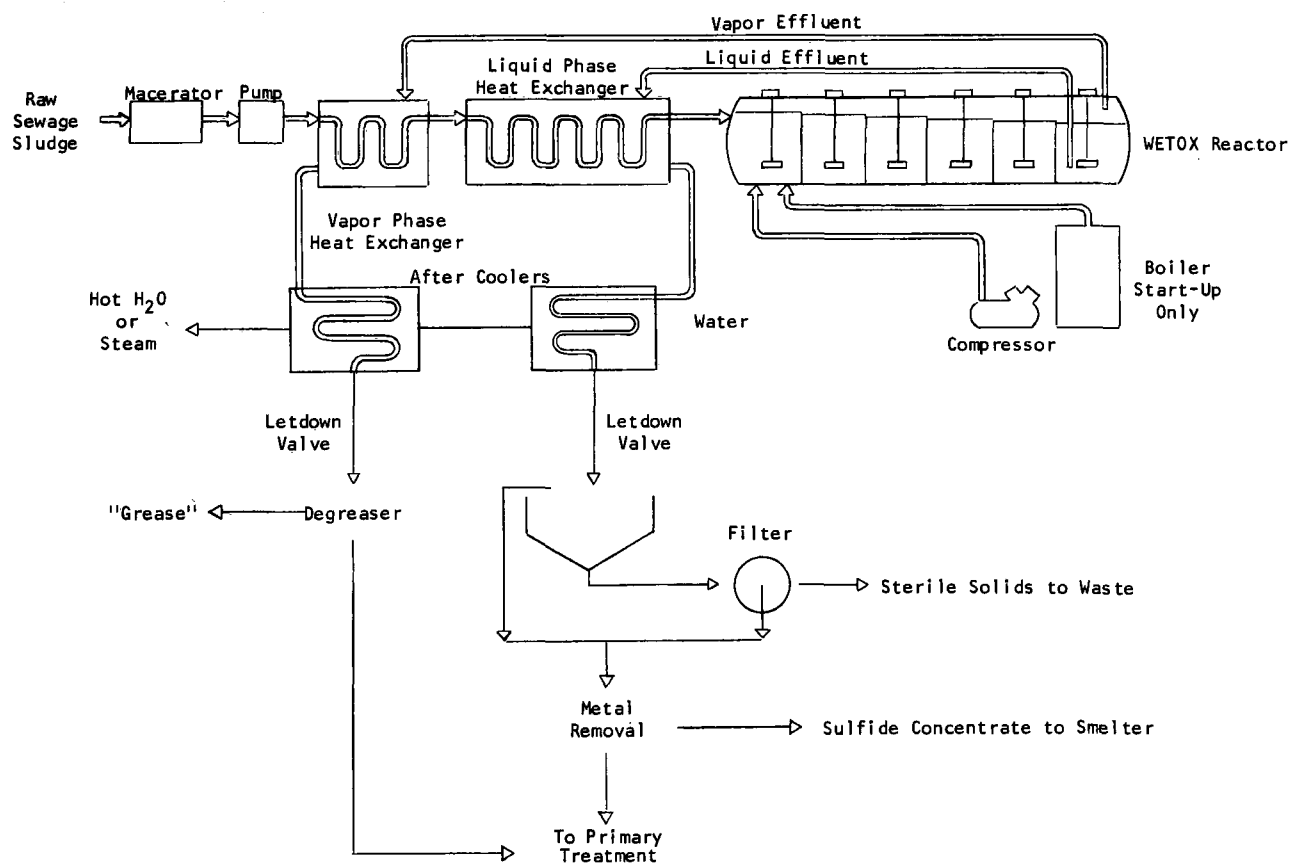 Vapor Effluent
Liquid Effluent
Liquid Phase
Heat Exchanger
Macerator
Pump
Raw
Sewage
Sludge
WETOX Reactor
Vapor Phase
Heat Exchanger
After Coolers
Hot H2O
or
Steam
Water
Boiler
Start-Up
Only
Compressor
Letdown
Valve
Letdown
Valve
"Grease"
Degreaser
Filter
Sterile Solids to Waste
Metal
Removal
Sulfide Concentrate to Smelter
To Primary
Treatment